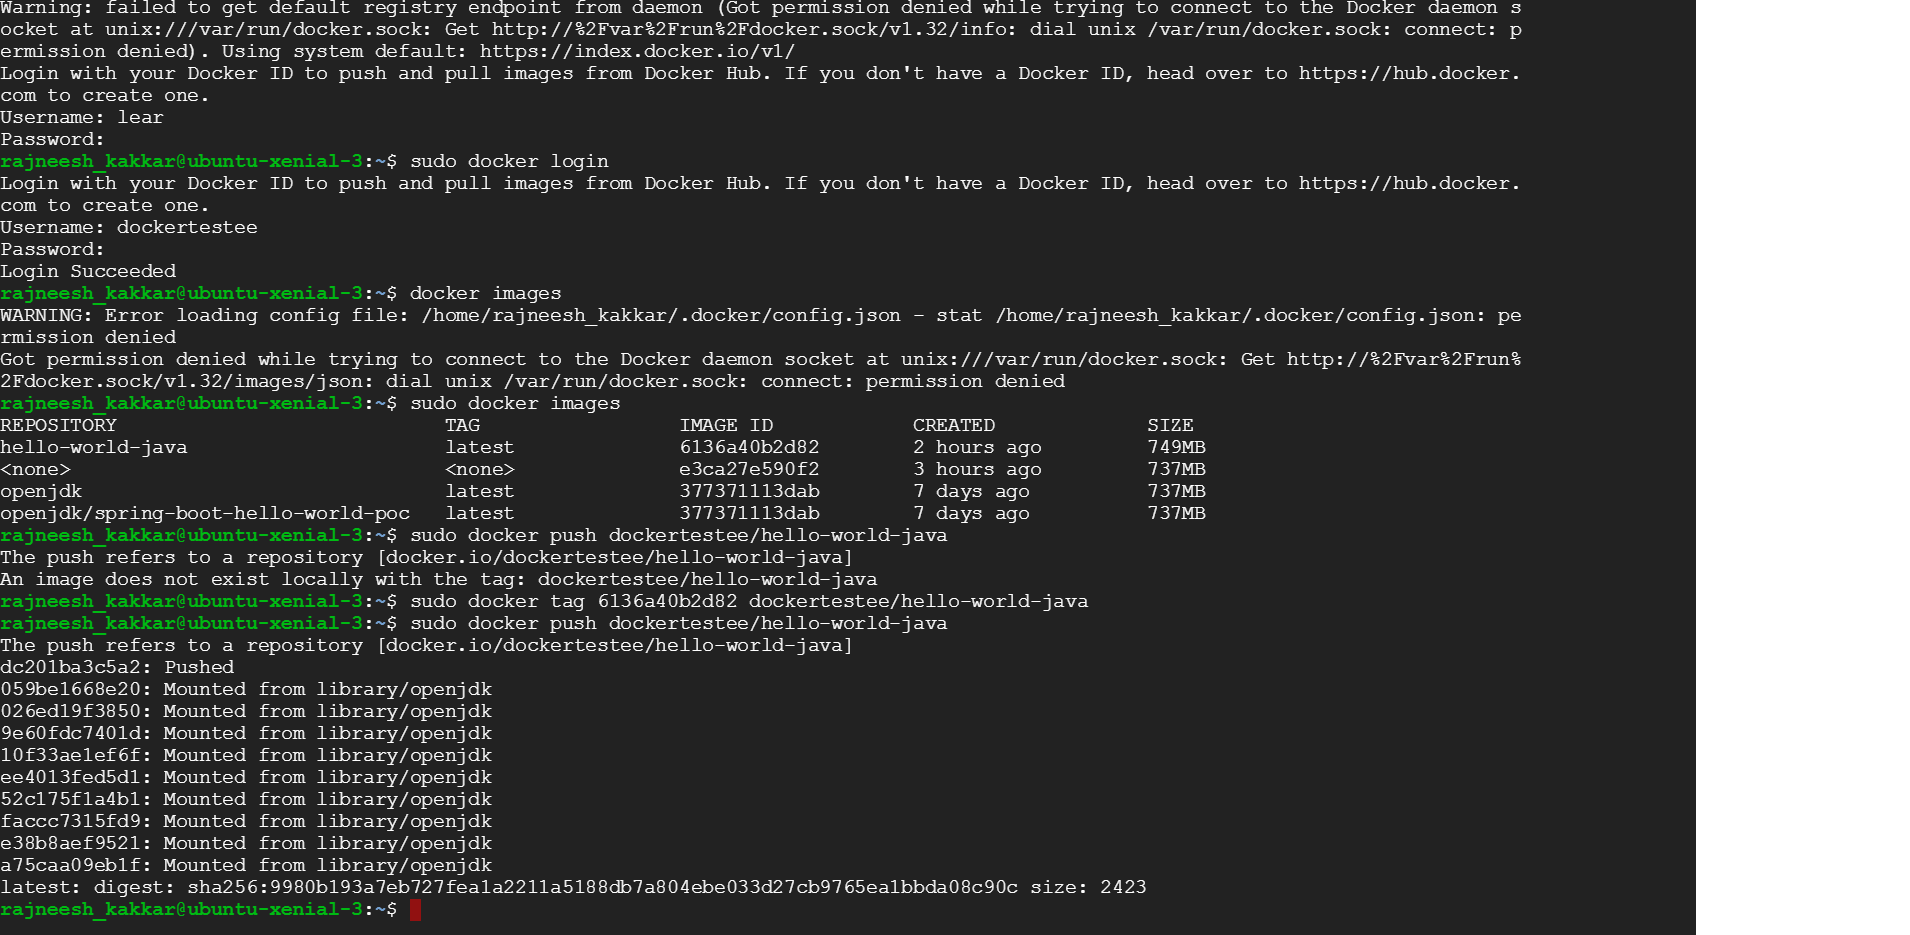 Warning: failed to get default registry endpoint from daemon (Got permission denied while trying to connect to the Docker daemon s
ocket at unix:///var/run/docker.sock: Get http://%2Fvar%2Frun%2Fdocker.sock/v1.32/info: dial unix /var/run/docker.sock: connect: p
ermission denied). Using system default: https://index.docker.io/v1/
Login with your Docker ID to push and pull images from Docker Hub. If you don't have a Docker ID, head over to https://hub.docker.
com to create one.
Username: lear
Password:
rajneesh_kakkar@ubuntu-xenial-3:~$ sudo docker login
Login with your Docker ID to push and pull images from Docker Hub. If you don't have a Docker ID, head over to https://hub.docker.
com to create one.
Username: dockertestee
Password:
Login Succeeded
rajneesh_kakkar@ubuntu-xenial-3:~$ docker images
WARNING: Error loading config file: /home/rajneesh_kakkar/.docker/config.json - stat /home/rajneesh_kakkar/.docker/config.json: pe
rmission denied
Got permission denied while trying to connect to the Docker daemon socket at unix:///var/run/docker.sock: Get http://%2Fvar%2Frun%
2Fdocker.sock/v1.32/images/json: dial unix /var/run/docker.sock: connect: permission denied
rajneesh_kakkar@ubuntu-xenial-3:~$ sudo docker images
REPOSITORY TAG IMAGE ID CREATED SIZE
hello-world-java latest 6136a40b2d82 2 hours ago 749MB
<none> <none> e3ca27e590f2 3 hours ago 737MB
openjdk latest 377371113dab 7 days ago 737MB
openjdk/spring-boot-hello-world-poc latest 377371113dab 7 days ago 737MB
rajneesh_kakkar@ubuntu-xenial-3:~$ sudo docker push dockertestee/hello-world-java
The push refers to a repository [docker.io/dockertestee/hello-world-java]
An image does not exist locally with the tag: dockertestee/hello-world-java
rajneesh_kakkar@ubuntu-xenial-3:~$ sudo docker tag 6136a40b2d82 dockertestee/hello-world-java
rajneesh_kakkar@ubuntu-xenial-3:~$ sudo docker push dockertestee/hello-world-java
The push refers to a repository [docker.io/dockertestee/hello-world-java]
dc201ba3c5a2: Pushed
059be1668e20: Mounted from library/openjdk
026ed19f3850: Mounted from library/openjdk
9e60fdc7401d: Mounted from library/openjdk
10f33ae1ef6f: Mounted from library/openjdk
ee4013fed5d1: Mounted from library/openjdk
52c175f1a4b1: Mounted from library/openjdk
faccc7315fd9: Mounted from library/openjdk
e38b8aef9521: Mounted from library/openjdk
a75caa09eb1f: Mounted from library/openjdk
latest: digest: sha256:9980b193a7eb727fea1a2211a5188db7a804ebe033d27cb9765ea1bbda08c90c size: 2423
rajneesh_kakkar@ubuntu-xenial-3:~$